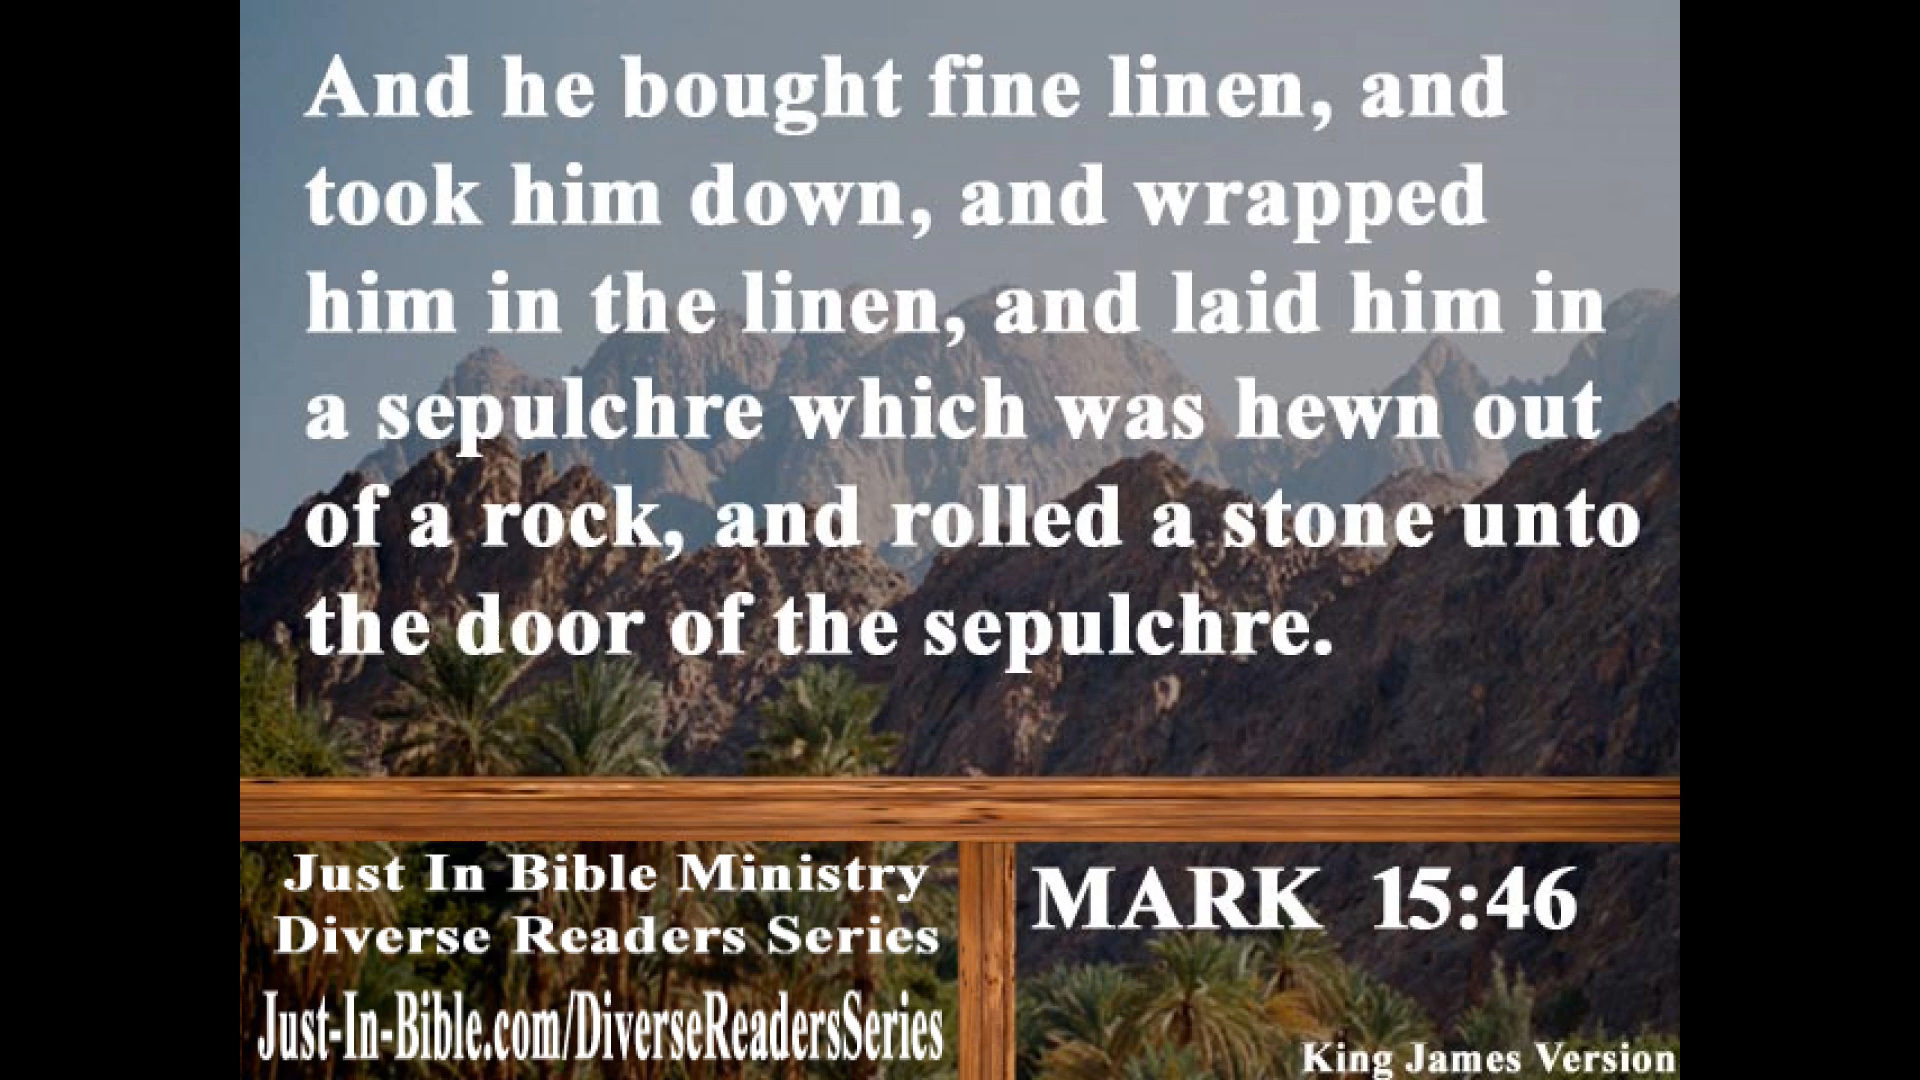 And he bought fine linen, and
took him down, and wrapped
him in the linen, and laid him in
a sepulchre which was hewn out
of a rock, and rolled a stone unto
the door of the sepulchre.
Just In Bible Ministry
Diverse Readers Series
Just-In-Bible.com/DiverseReadersSeries
MARK 15:46
King James Version